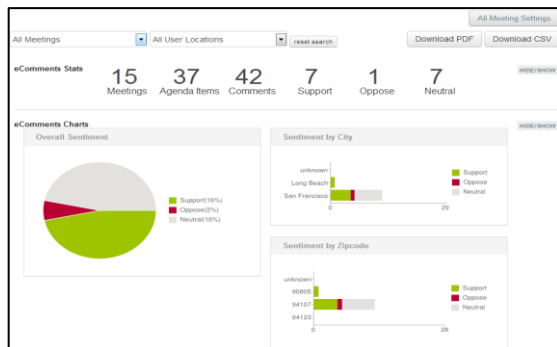 All Meeting Settings
All Meetings All User Locations reset search Download PDF Download CSV
eComments Stats HIDE/SHOW
15 37 42 7 1 7
Meetings Agenda Items Comments Support Oppose Neutral
eComments Charts HIDE/SHOW
Overall Sentiment
Support(16%)
Oppose(2%)
Neutral(16%)
Sentiment by City
unknown
Long Beach
San Francisco
0 29
Support
Oppose
Neutral
Sentiment by Zipcode
unknown
90805
94107
94123
0 28
Support
Oppose
Neutral